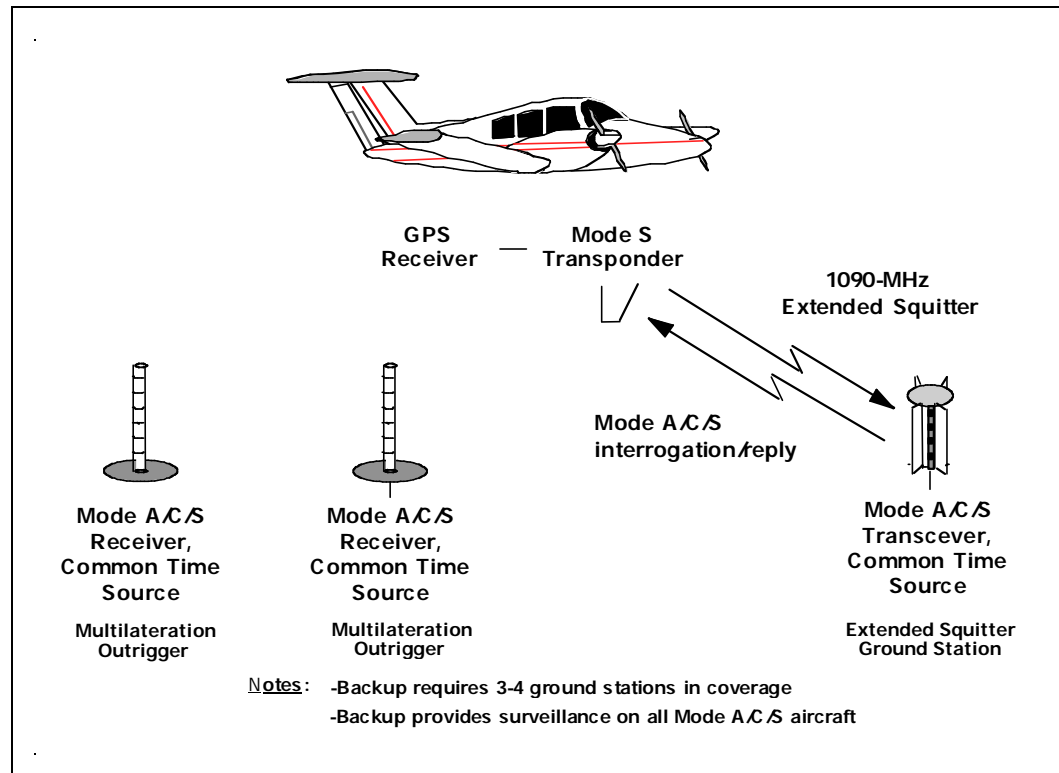 GPS
Receiver
Mode S
Transponder
1090-MHz
Extended Squitter
Mode A/C/S
interrogation/reply
Mode A/C/S
Receiver,
Common Time
Source
Multilateration
Outrigger
Mode A/C/S
Receiver,
Common Time
Source
Multilateration
Outrigger
Mode A/C/S
Transcever,
Common Time
Source
Extended Squitter
Ground Station
Notes: -Backup requires 3-4 ground stations in coverage
-Backup provides surveillance on all Mode A/C/S aircraft